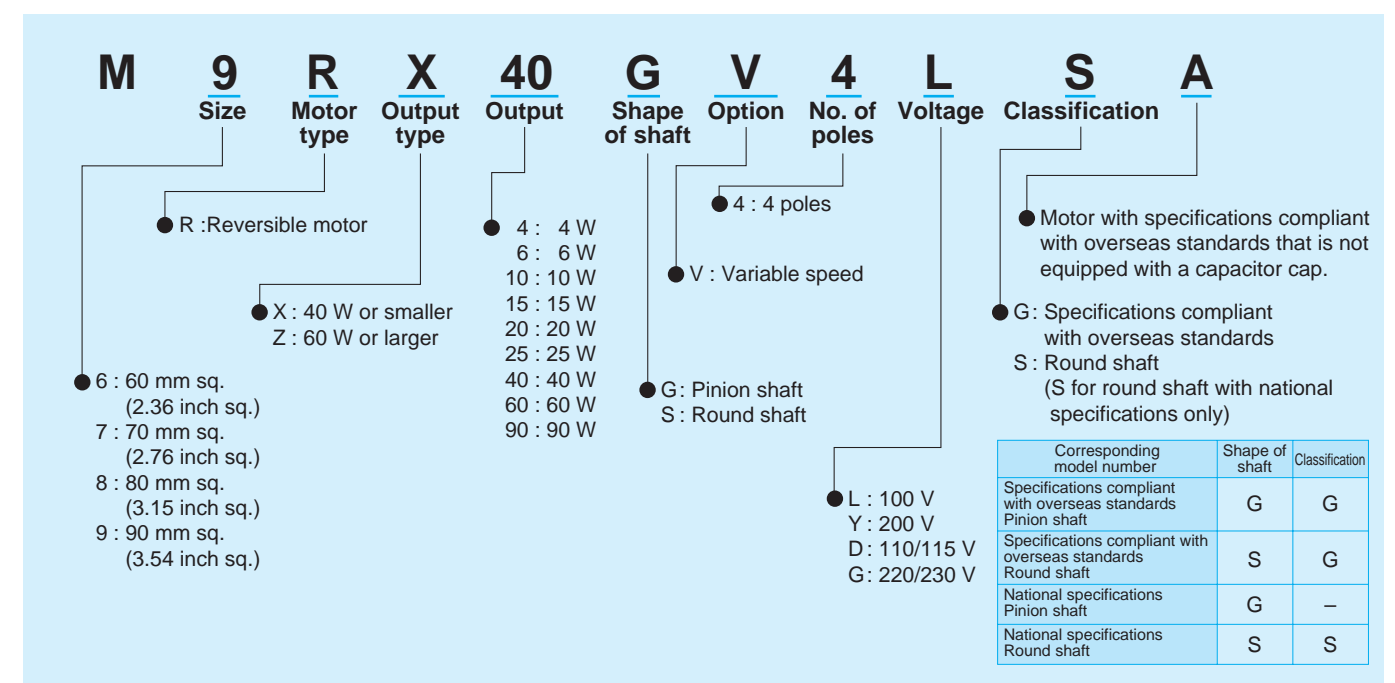 M 9 R X 40 G V 4 L S A
Size Motor type Output type Output Shape of shaft Option No. of poles Voltage Classification
R :Reversible motor
4 : 4 W
6 : 6 W
10 : 10 W
15 : 15 W
20 : 20 W
25 : 25 W
40 : 40 W
60 : 60 W
90 : 90 W
4 : 4 poles
Motor with specifications compliant
with overseas standards that is not
equipped with a capacitor cap.
V : Variable speed
X : 40 W or smaller
Z : 60 W or larger
G : Specifications compliant
with overseas standards
S : Round shaft
(S for round shaft with national
specifications only)
6 : 60 mm sq.
(2.36 inch sq.)
7 : 70 mm sq.
(2.76 inch sq.)
8 : 80 mm sq.
(3.15 inch sq.)
9 : 90 mm sq.
(3.54 inch sq.)
G : Pinion shaft
S : Round shaft
L : 100 V
Y : 200 V
D : 110/115 V
G : 220/230 V
Corresponding
model number
Shape of
shaft
Classification
Specifications compliant
with overseas standards
Pinion shaft
G G
Specifications compliant with
overseas standards
Round shaft
S G
National specifications
Pinion shaft
G –
National specifications
Round shaft
S S